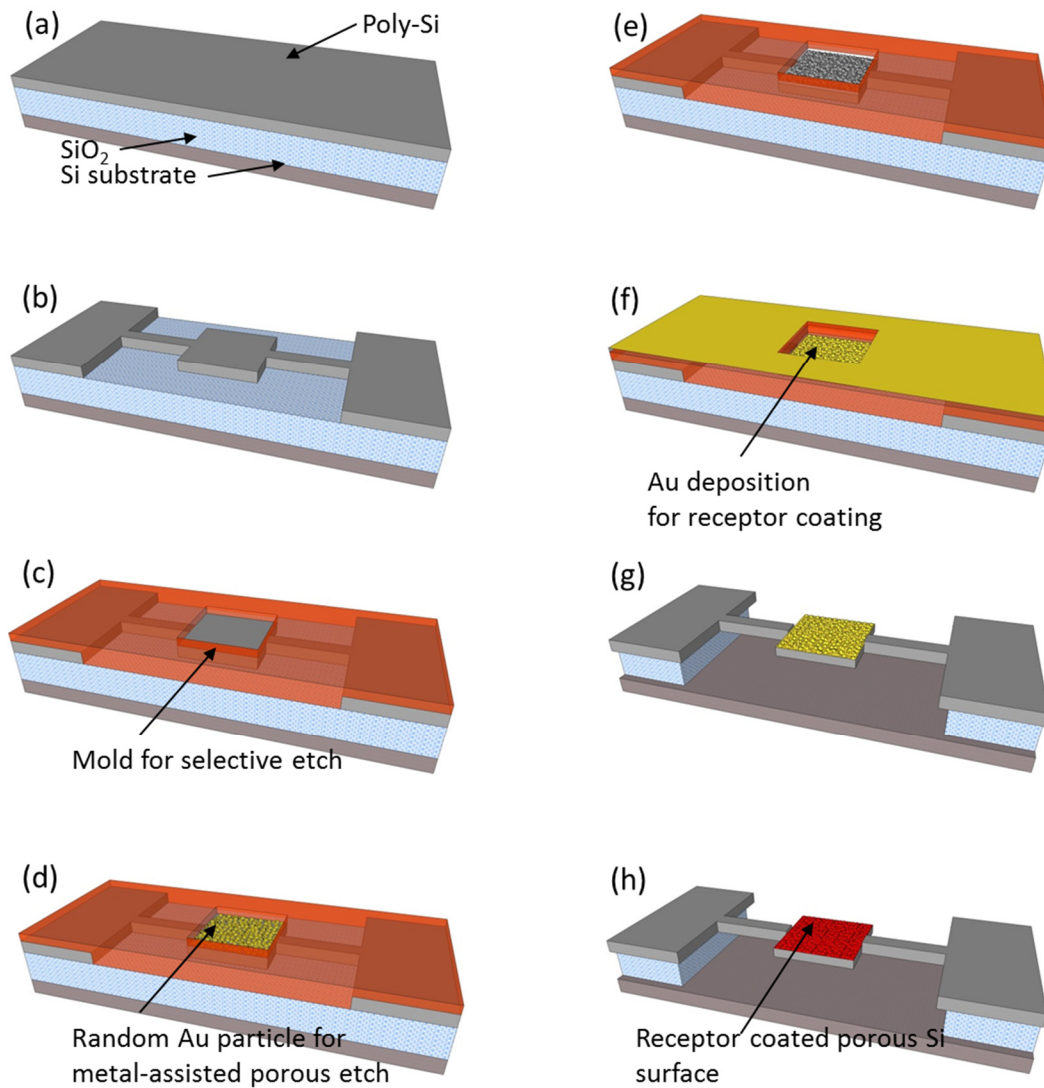 (a)
Poly-Si
SiO2
Si substrate
(b)
(c)
Mold for selective etch
(d)
Random Au particle for
metal-assisted porous etch
(e)
(f)
Au deposition
for receptor coating
(g)
(h)
Receptor coated porous Si
surface